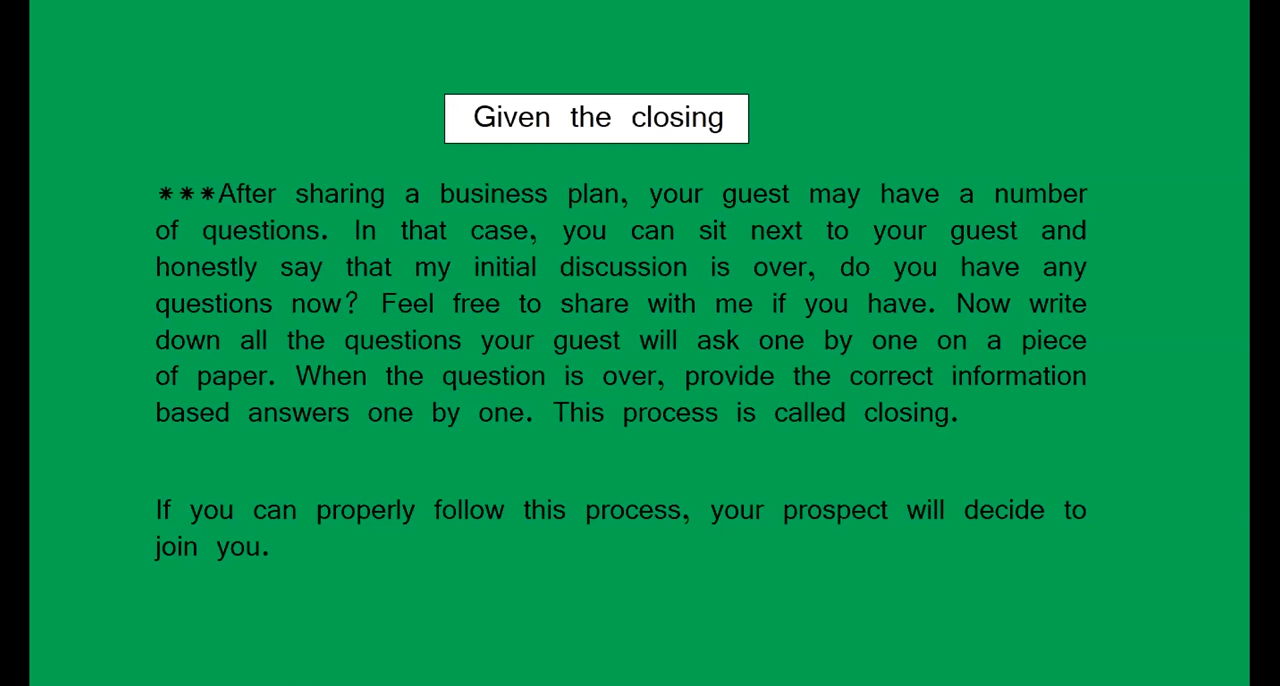 Given the closing
***After sharing a business plan, your guest may have a number
of questions. In that case, you can sit next to your guest and
honestly say that my initial discussion is over, do you have any
questions now? Feel free to share with me if you have. Now write
down all the questions your guest will ask one by one on a piece
of paper. When the question is over, provide the correct information
based answers one by one. This process is called closing.
If you can properly follow this process, your prospect will decide to
join you.